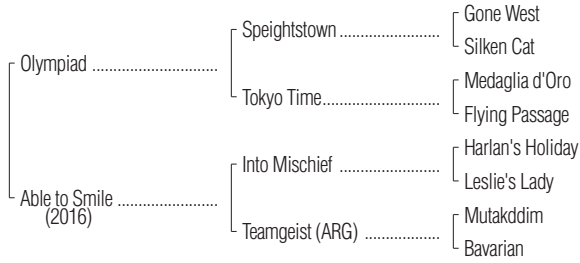 Gone West
Speightstown
Silken Cat
Olympiad
Medaglia d'Oro
Tokyo Time
Flying Passage
Harlan's Holiday
Into Mischief
Leslie's Lady
Able to Smile
(2016)
Mutakddim
Teamgeist (ARG)
Bavarian